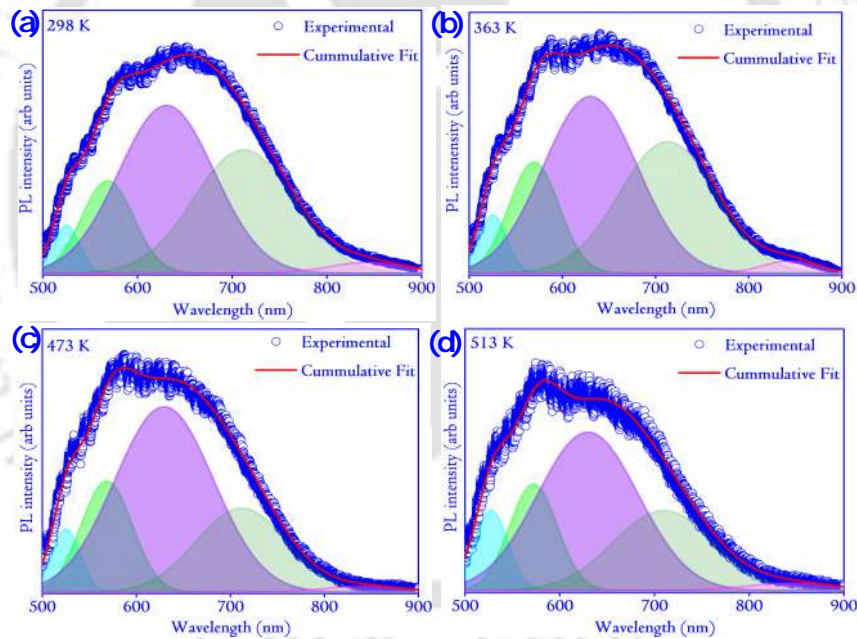 (a)
298 K
Experimental
Cummulative Fit
PL intensity (arb units)
500 600 700 800 900
Wavelength (nm)
(b)
363 K
Experimental
Cummulative Fit
PL intenensity (arb units)
500 600 700 800 900
Wavelength (nm)
(c)
473 K
Experimental
Cummulative Fit
PL intensity (arb units)
500 600 700 800 900
Wavelength (nm)
(d)
513 K
Experimental
Cummulative Fit
PL intensity (arb units)
500 600 700 800 900
Wavelength (nm)